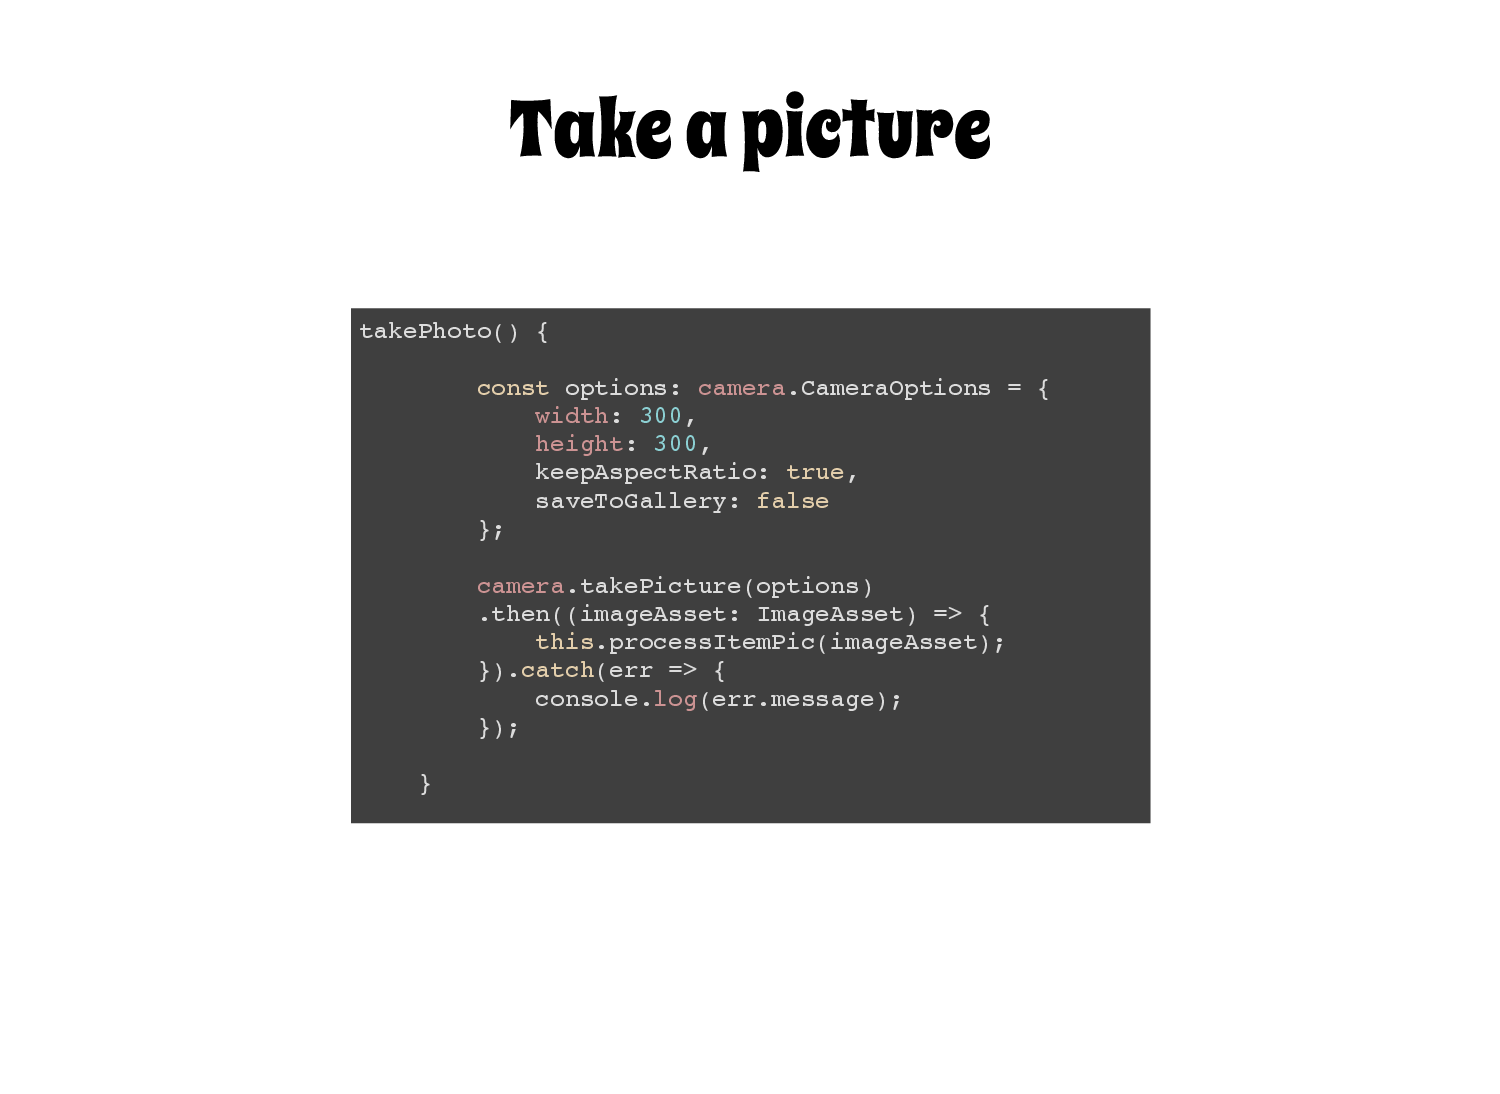 Take a picture
takePhoto() {
const options: camera.CameraOptions = {
width: 300,
height: 300,
keepAspectRatio: true,
saveToGallery: false
};
camera.takePicture(options)
.then((imageAsset: ImageAsset) => {
this.processItemPic(imageAsset);
}).catch(err => {
console.log(err.message);
});
}